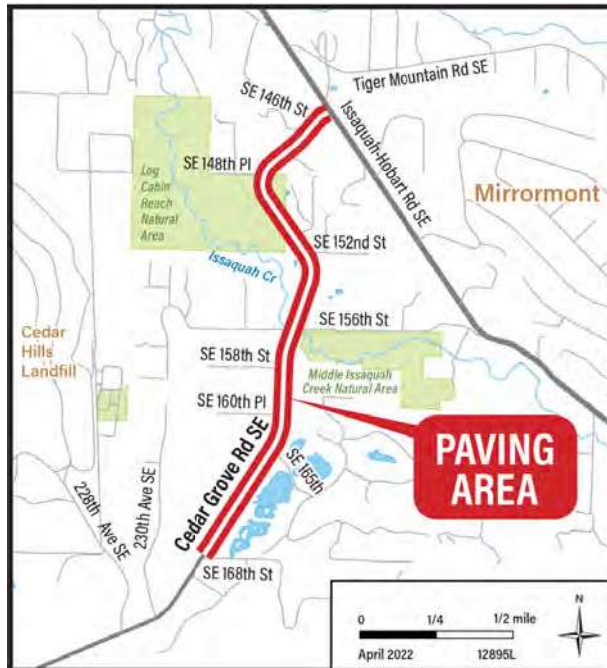 Tiger Mountain Rd SE
SE 146th St
Issaquah-Hobart Rd SE
SE 148th Pl
Log
Cabin
Beach
Natural
Area
Mirrormont
SE 152nd St
Issaquah Cr
SE 156th St
Cedar
Hills
Landfill
SE 158th St
Middle Issaquah
Creek Natural Area
SE 160th Pl
PAVING
AREA
Cedar Grove Rd SE
SE 165th
228th Ave SE
230th Ave SE
SE 168th St
0 1/4 1/2 mile
N
April 2022 12895L